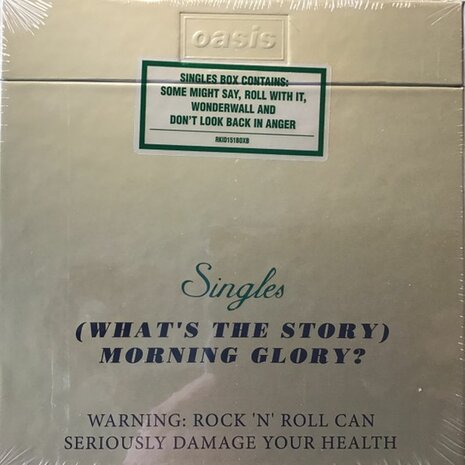 oasis
SINGLES BOX CONTAINS:
SOME MIGHT SAY, ROLL WITH IT,
WONDERWALL AND
DON'T LOOK BACK IN ANGER
RKID151BOXB
Singles
(WHAT'S THE STORY)
MORNING GLORY?
WARNING: ROCK 'N' ROLL CAN
SERIOUSLY DAMAGE YOUR HEALTH